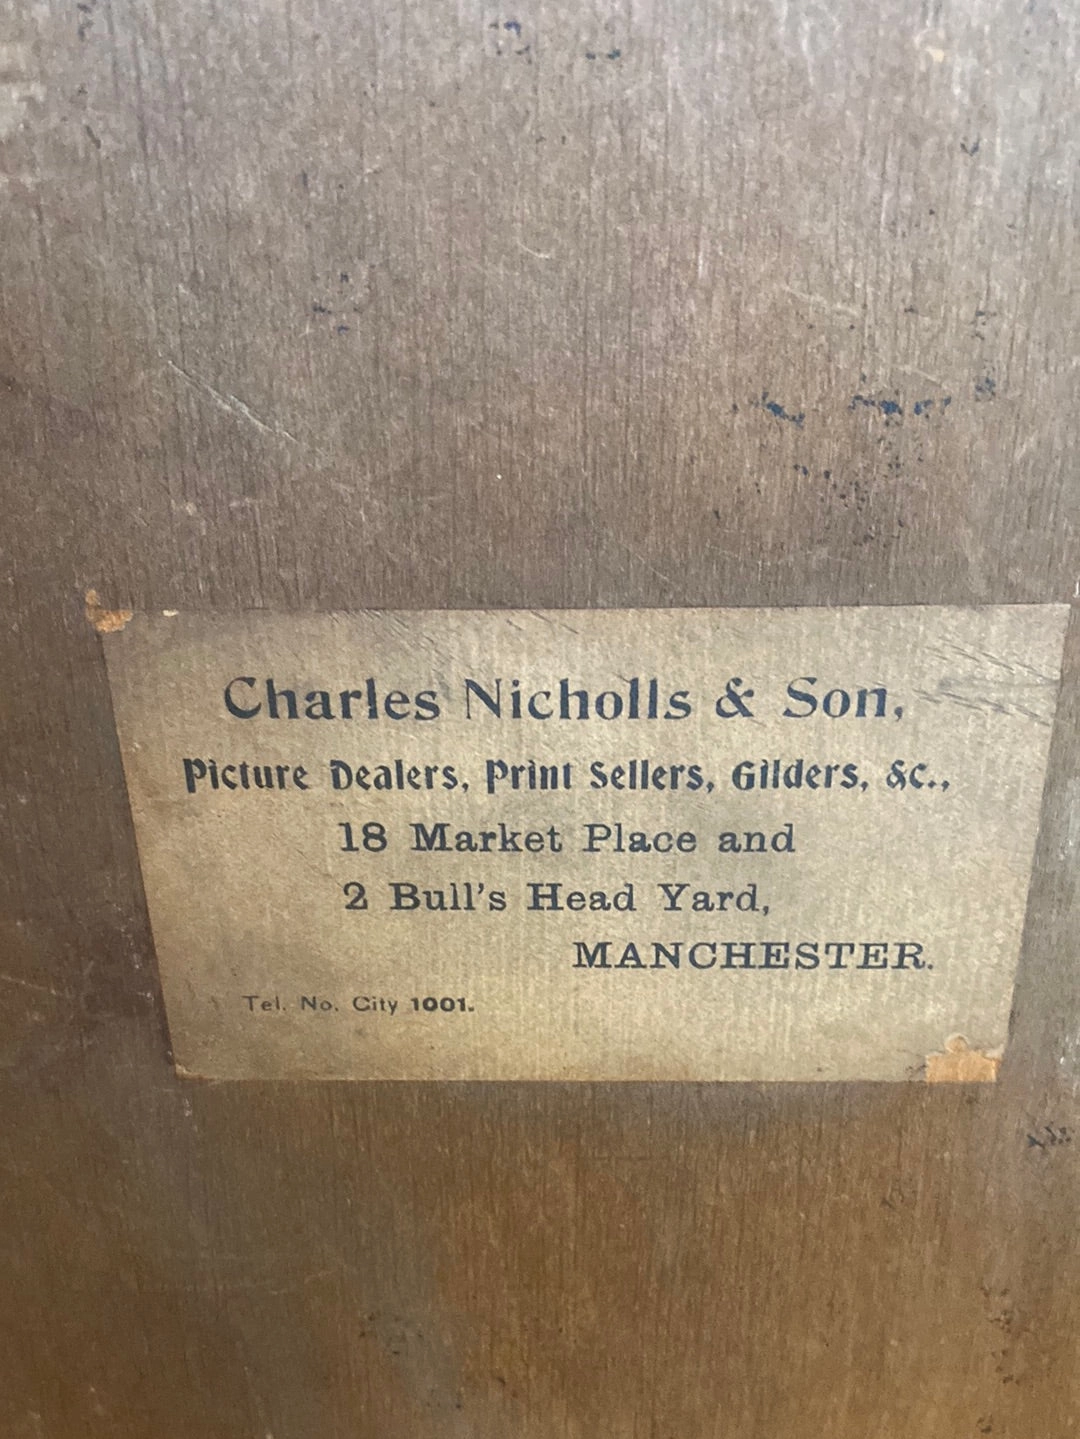 Charles Nicholls & Son,
Picture Dealers, Print Sellers, Gilders, &c.,
18 Market Place and
2 Bull's Head Yard,
MANCHESTER.
Tel. No. City 1001.